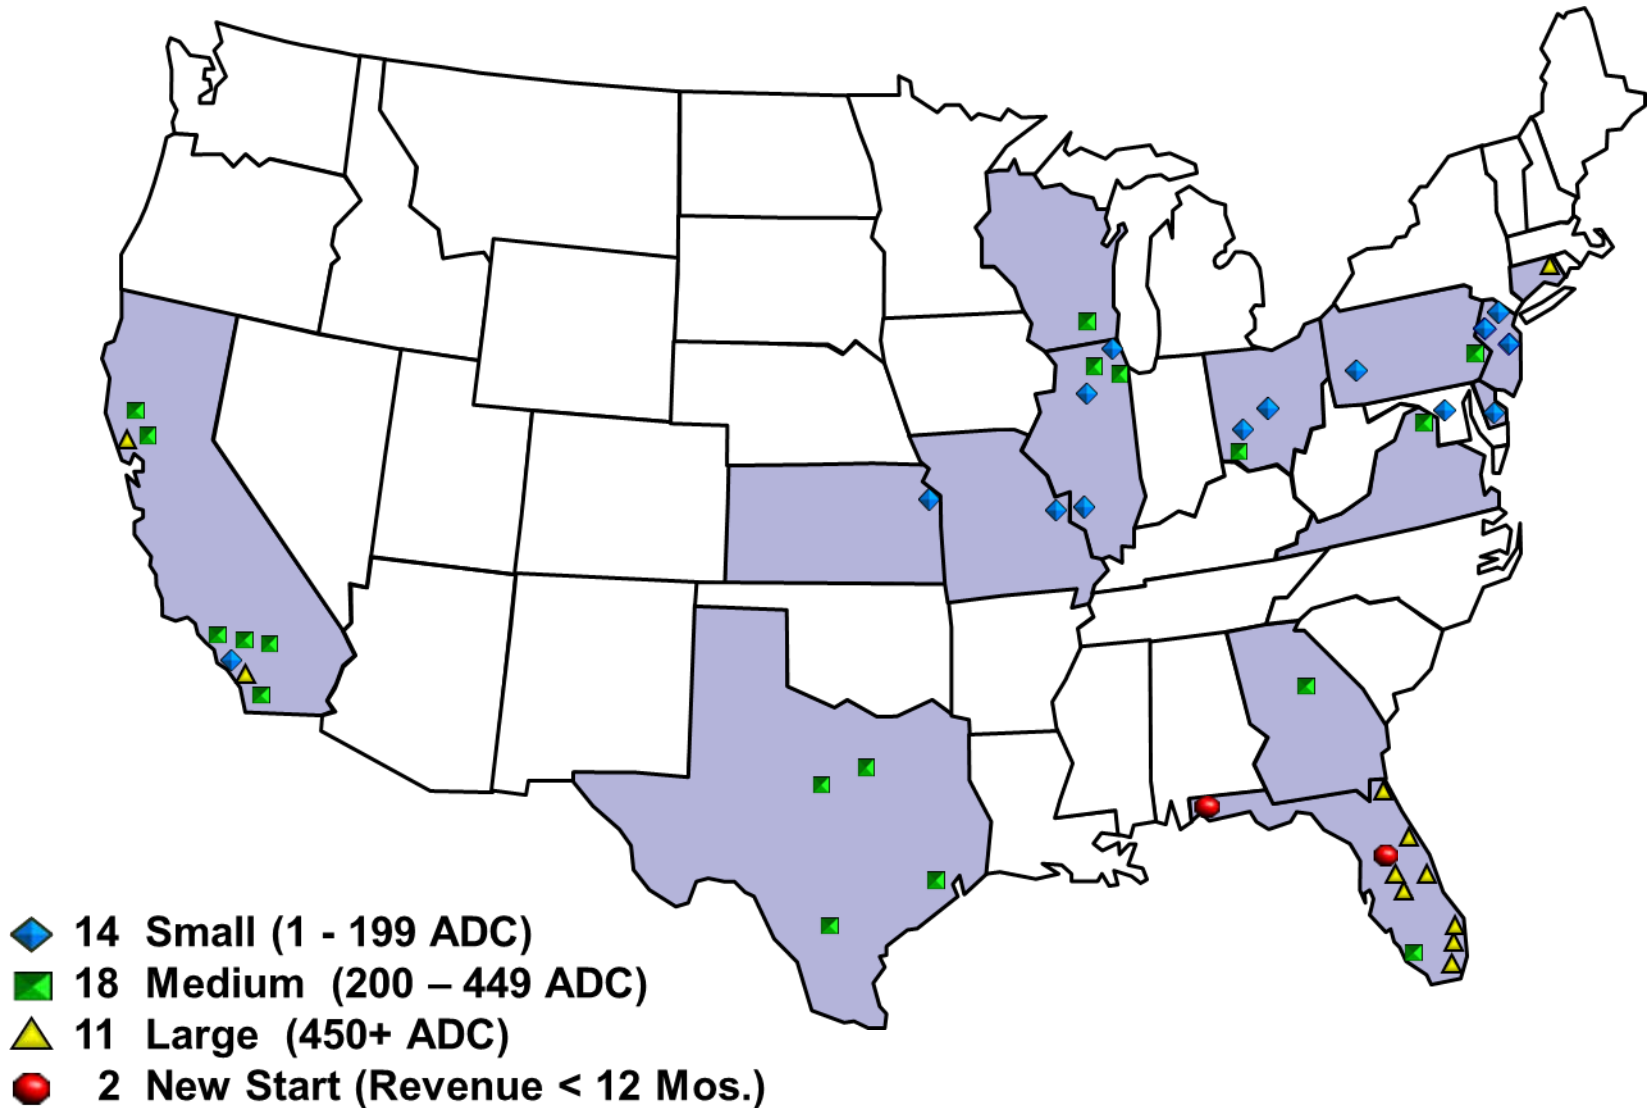 14 Small (1 - 199 ADC)
18 Medium (200 – 449 ADC)
11 Large (450+ ADC)
2 New Start (Revenue < 12 Mos.)